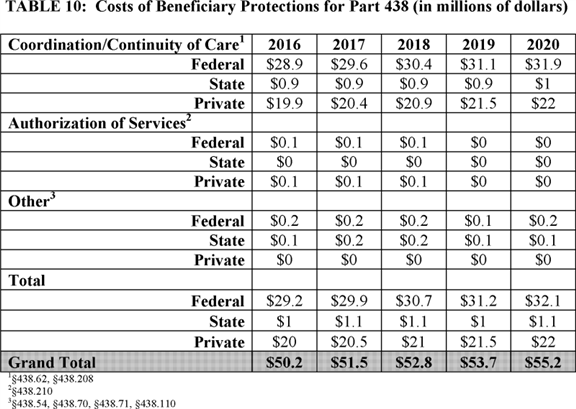 TABLE 10: Costs of Beneficiary Protections for Part 438 (in millions of dollars)
Coordination/Continuity of Care1 2016 2017 2018 2019 2020
Federal $28.9 $29.6 $30.4 $31.1 $31.9
State $0.9 $0.9 $0.9 $0.9 $1
Private $19.9 $20.4 $20.9 $21.5 $22
Authorization of Services2
Federal $0.1 $0.1 $0.1 $0 $0
State $0 $0 $0 $0 $0
Private $0.1 $0.1 $0.1 $0 $0
Other3
Federal $0.2 $0.2 $0.2 $0.1 $0.2
State $0.1 $0.2 $0.2 $0.1 $0.1
Private $0 $0 $0 $0 $0
Total
Federal $29.2 $29.9 $30.7 $31.2 $32.1
State $1 $1.1 $1.1 $1 $1.1
Private $20 $20.5 $21 $21.5 $22
Grand Total $50.2 $51.5 $52.8 $53.7 $55.2
1§438.62, §438.208
2§438.210
3§438.54, §438.70, §438.71, §438.110